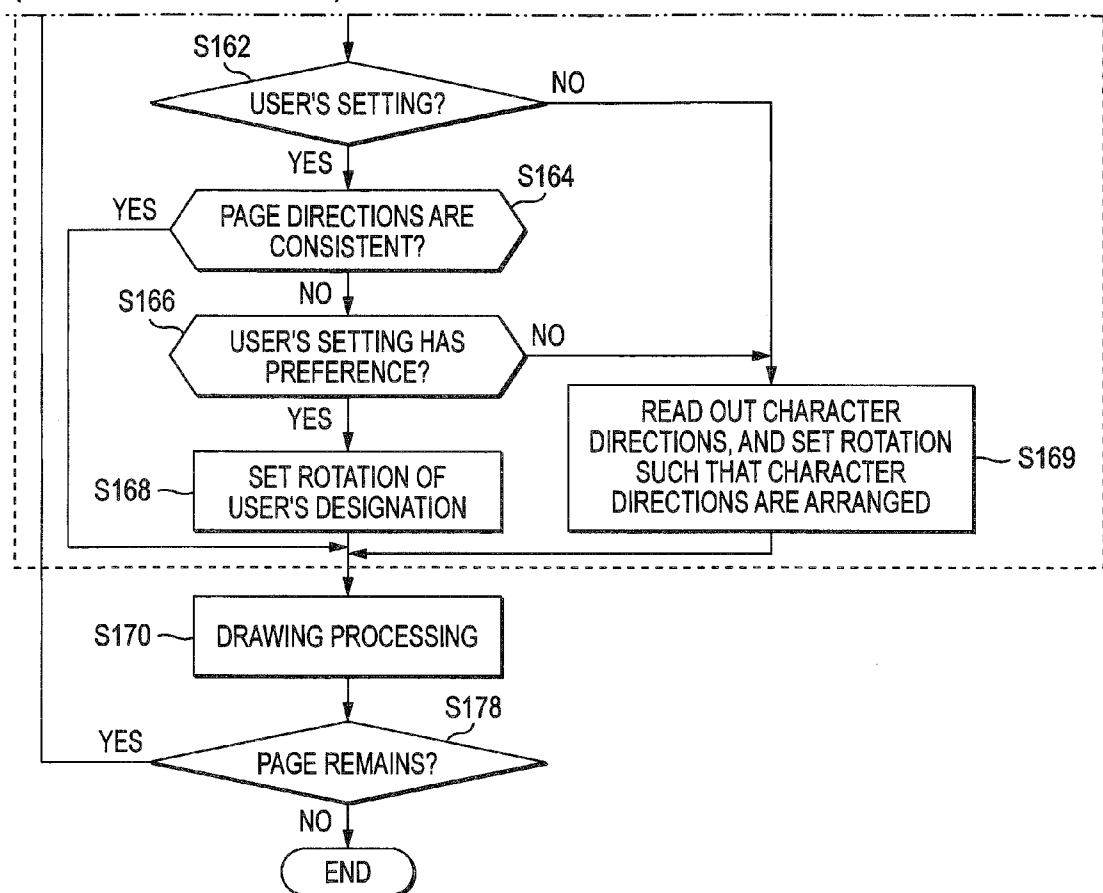 S162
USER'S SETTING?
NO
YES
S164
YES
PAGE DIRECTIONS ARE
CONSISTENT?
NO
S166
USER'S SETTING HAS
PREFERENCE?
NO
YES
READ OUT CHARACTER
DIRECTIONS, AND SET ROTATION
SUCH THAT CHARACTER
DIRECTIONS ARE ARRANGED
S169
S168
SET ROTATION OF
USER'S DESIGNATION
S170
DRAWING PROCESSING
S178
YES
PAGE REMAINS?
NO
END